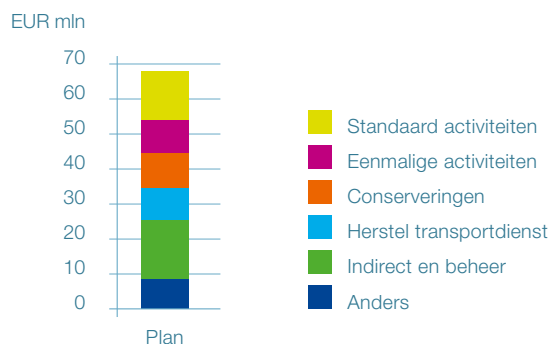 EUR mln
70
60
50
40
30
20
10
0
Plan
Standaard activiteiten
Eenmalige activiteiten
Conserveringen
Herstel transportdienst
Indirect en beheer
Anders